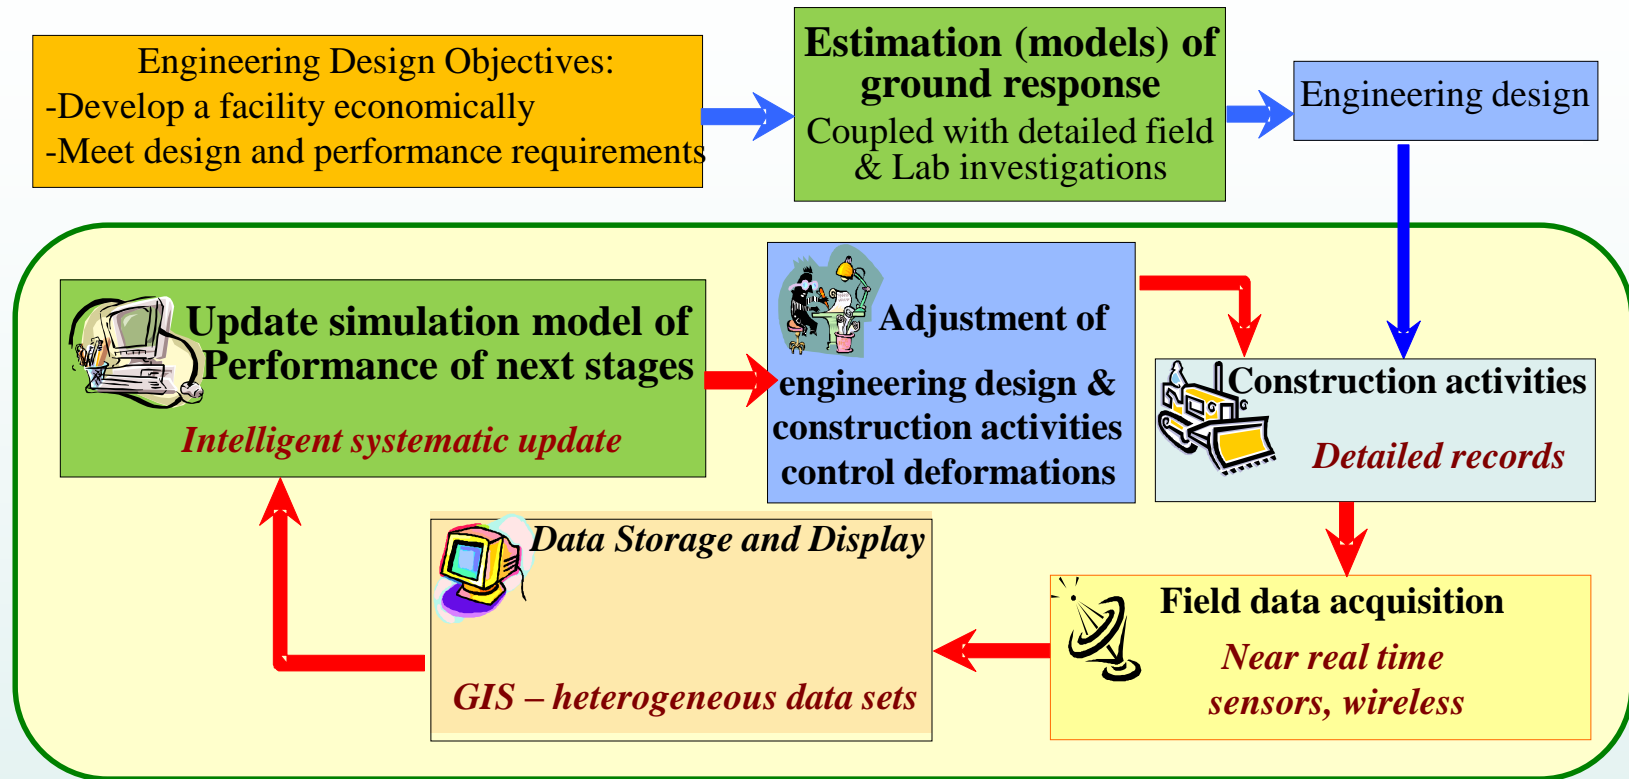 Engineering Design Objectives:
-Develop a facility economically
-Meet design and performance requirements
Estimation (models) of
ground response
Coupled with detailed field
& Lab investigations
Engineering design
Update simulation model of
Performance of next stages
Intelligent systematic update
Adjustment of
engineering design &
construction activities
control deformations
Construction activities
Detailed records
Data Storage and Display
GIS – heterogeneous data sets
Field data acquisition
Near real time
sensors, wireless